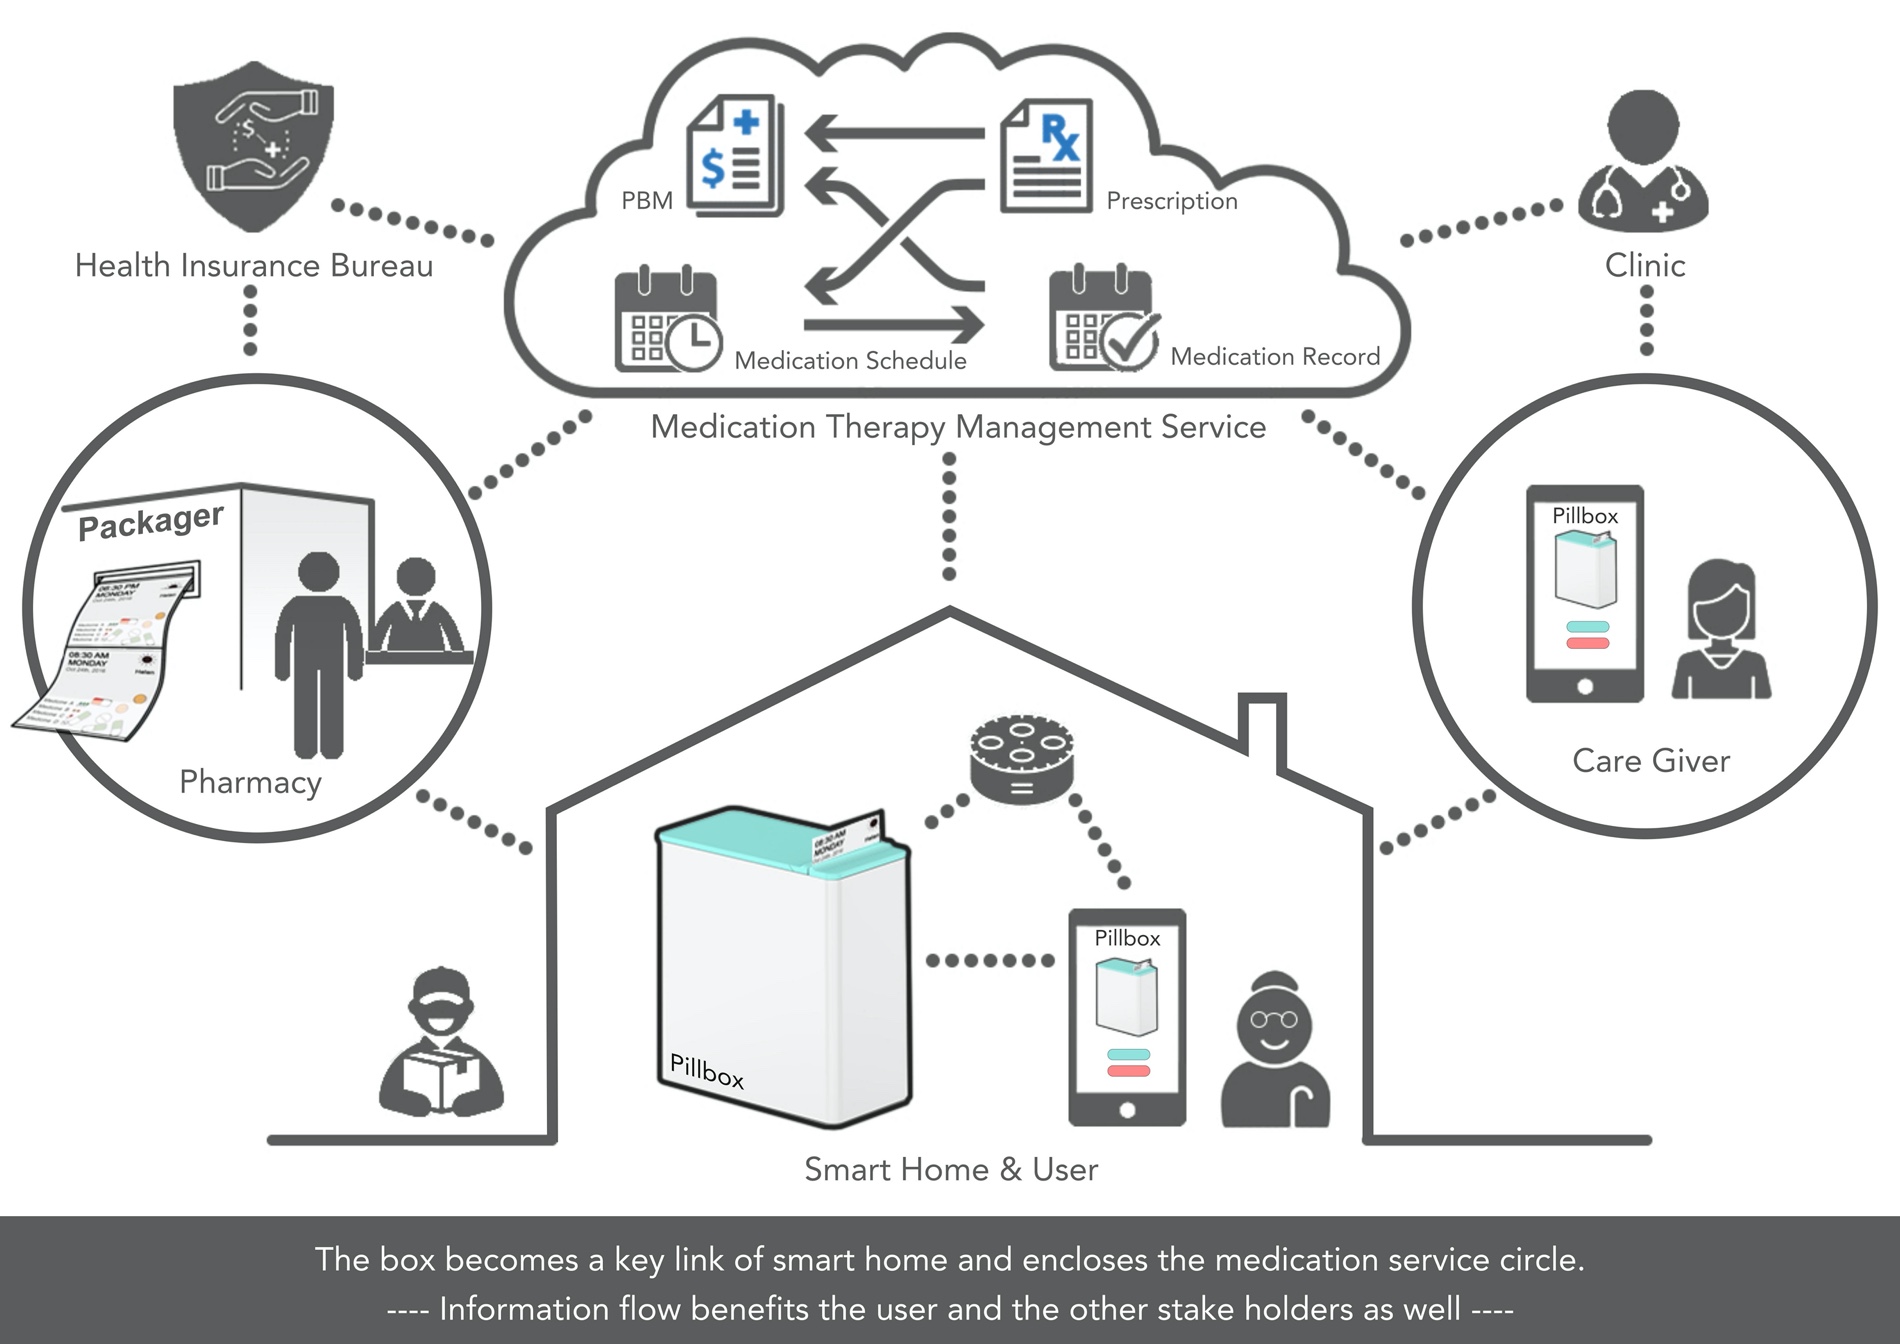 PBM
Prescription
Health Insurance Bureau
Clinic
Medication Schedule
Medication Record
Medication Therapy Management Service
Packager
08:30 PM
MONDAY
Helen
08:30 AM
MONDAY
Helen
Pharmacy
Pillbox
Care Giver
08:30 AM
MONDAY
Pillbox
Pillbox
Smart Home & User
The box becomes a key link of smart home and encloses the medication service circle.
---- Information flow benefits the user and the other stake holders as well ----